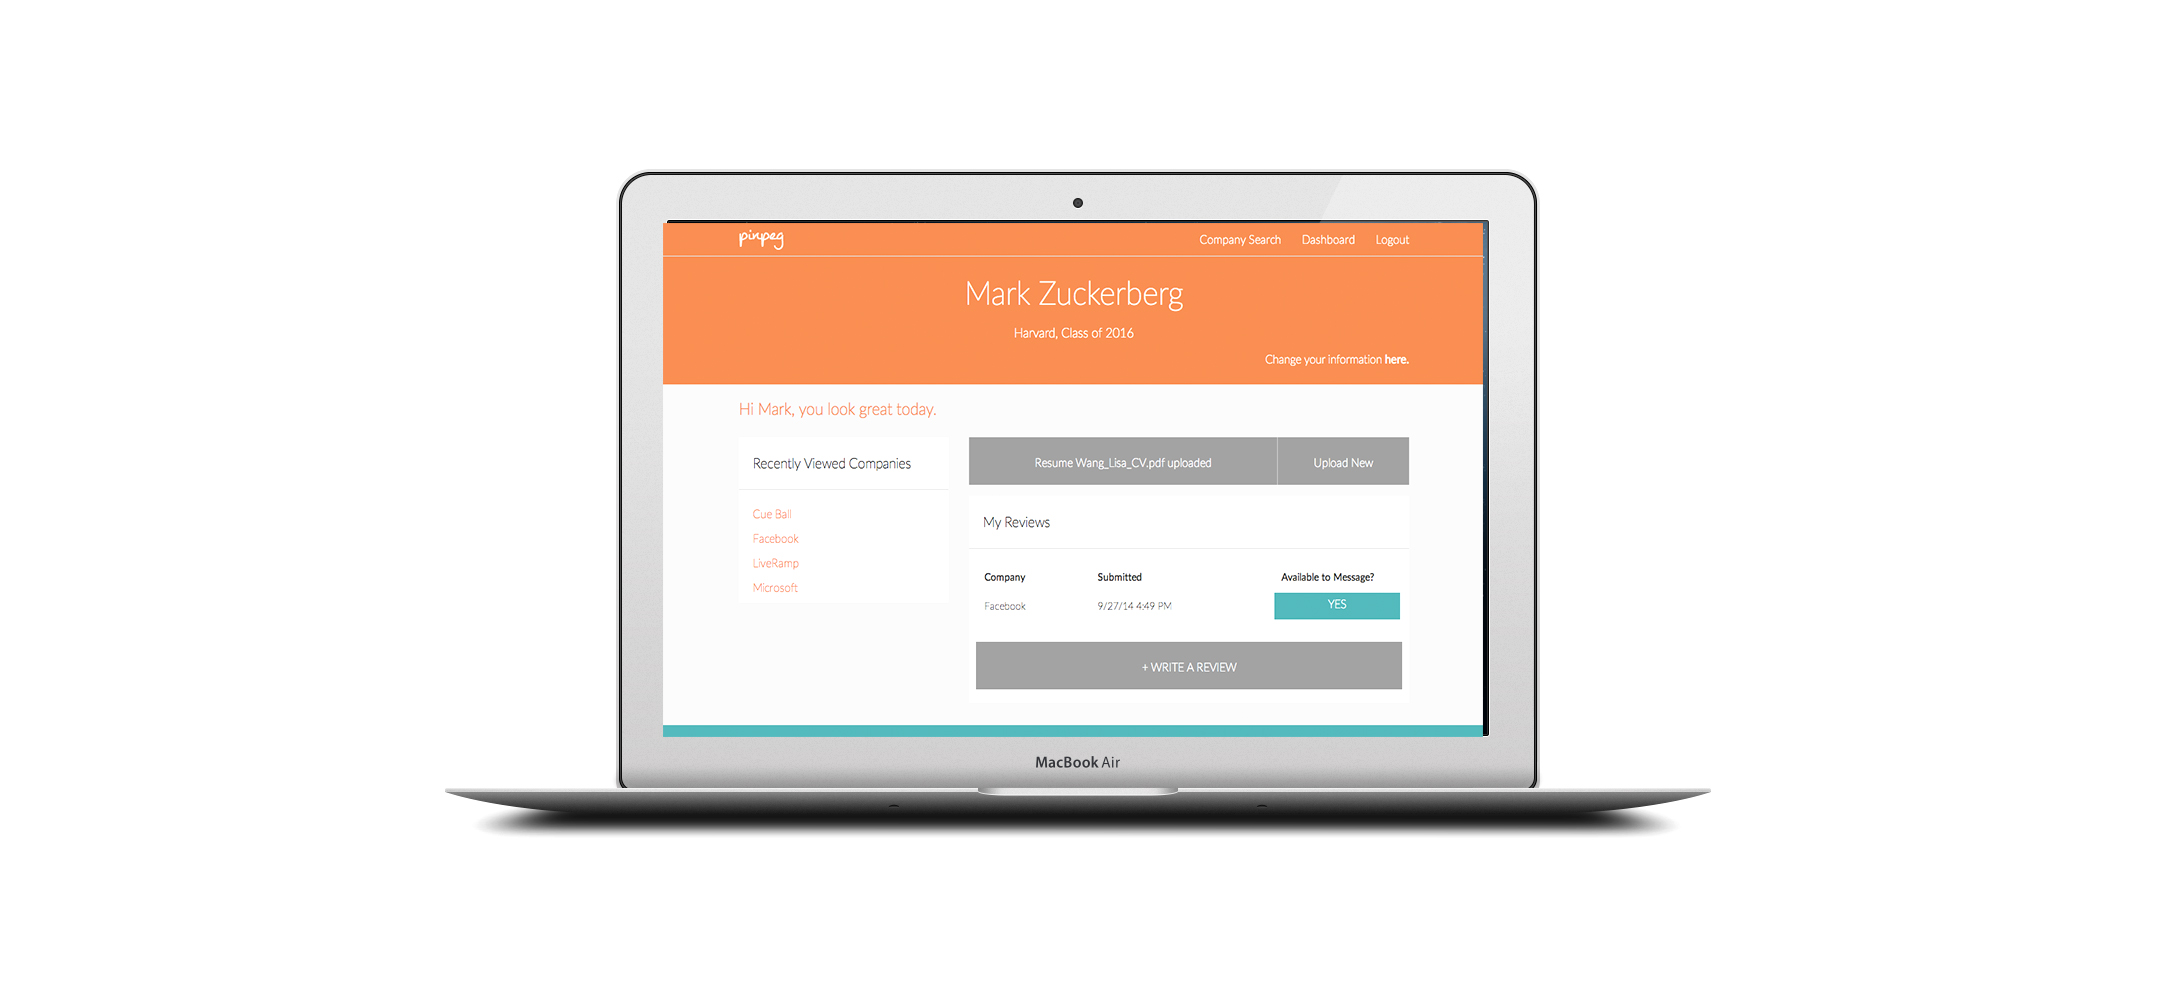 pinpeg
Company Search Dashboard Logout
Mark Zuckerberg
Harvard, Class of 2016
Change your information here.
Hi Mark, you look great today.
Recently Viewed Companies
Cue Ball
Facebook
LiveRamp
Microsoft
Resume Wang_Lisa_CV.pdf uploaded Upload New
My Reviews
Company Submitted Available to Message?
Facebook 9/27/14 4:49 PM YES
+ WRITE A REVIEW
MacBook Air